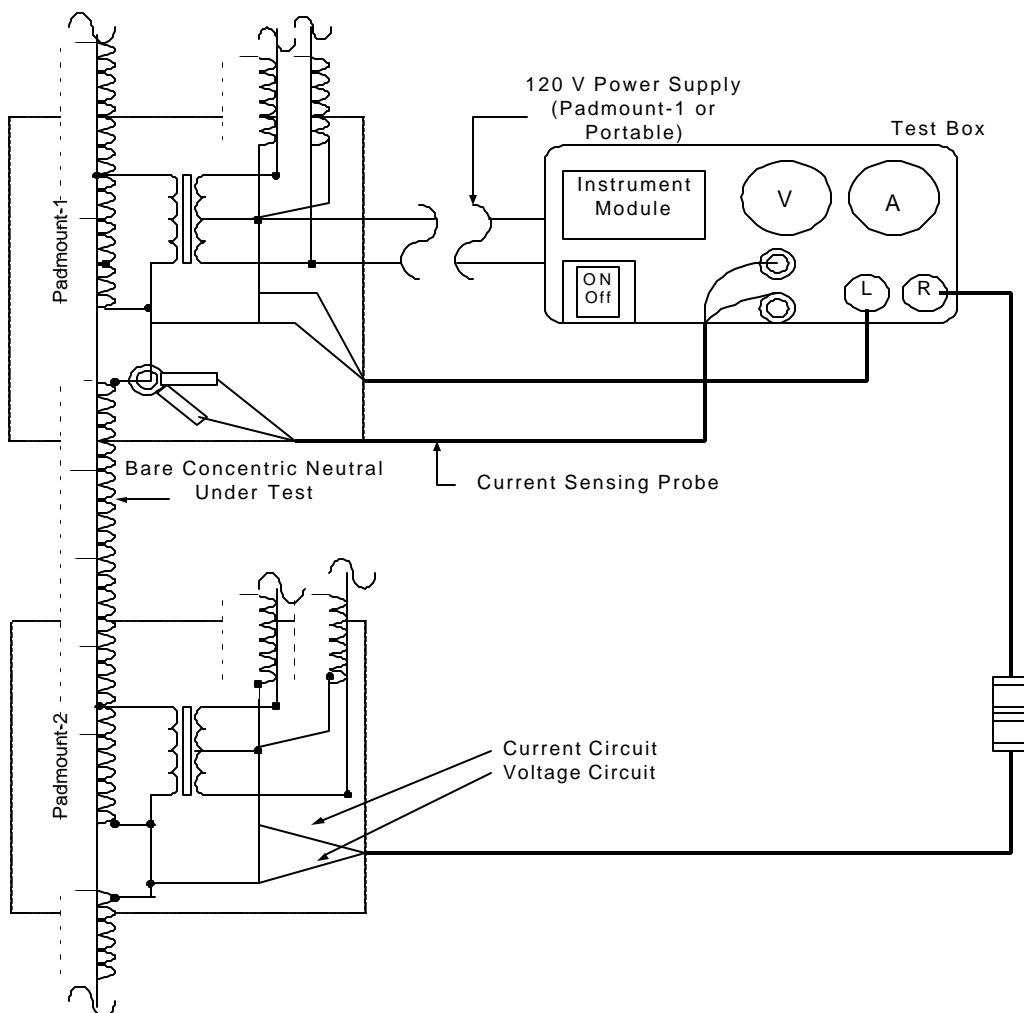 120 V Power Supply
(Padmount-1 or
Portable)
Test Box
Instrument
Module
V
A
ON
Off
L
R
Padmount-1
Bare Concentric Neutral
Under Test
Current Sensing Probe
Padmount-2
Current Circuit
Voltage Circuit